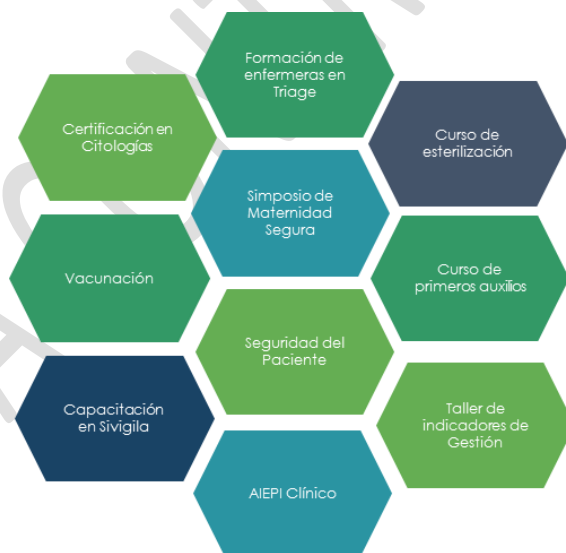 Formación de
enfermeras en
Triage
Certificación en
Citologías
Curso de
esterilización
Simposio de
Maternidad
Segura
Vacunación
Curso de
primeros auxilios
Seguridad del
Paciente
Capacitación
en Sivigila
Taller de
indicadores de
Gestión
AIEPI Clínico